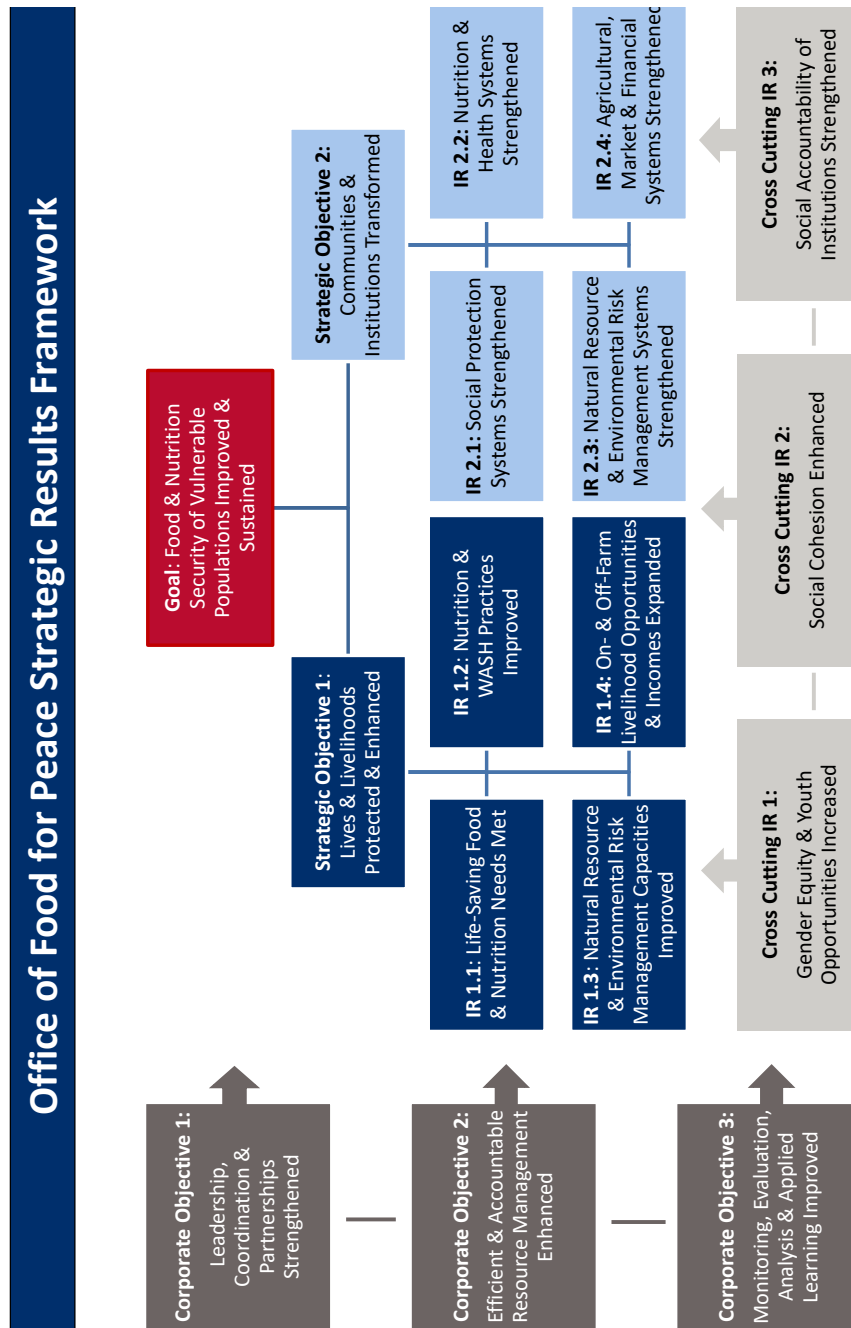 Office of Food for Peace Strategic Results Framework
Goal: Food & Nutrition
Security of Vulnerable
Populations Improved &
Sustained
Strategic Objective 1:
Lives & Livelihoods
Protected & Enhanced
Strategic Objective 2:
Communities &
Institutions Transformed
IR 1.1: Life-Saving Food
& Nutrition Needs Met
IR 1.2: Nutrition &
WASH Practices
Improved
IR 2.1: Social Protection
Systems Strengthened
IR 2.2: Nutrition &
Health Systems
Strengthened
IR 1.3: Natural Resource
& Environmental Risk
Management Capacities
Improved
IR 1.4: On- & Off-Farm
Livelihood Opportunities
& Incomes Expanded
IR 2.3: Natural Resource
& Environmental Risk
Management Systems
Strengthened
IR 2.4: Agricultural,
Market & Financial
Systems Strengthened
Cross Cutting IR 1:
Gender Equity & Youth
Opportunities Increased
Cross Cutting IR 2:
Social Cohesion Enhanced
Cross Cutting IR 3:
Social Accountability of
Institutions Strengthened
Corporate Objective 1:
Leadership,
Coordination &
Partnerships
Strengthened
Corporate Objective 2:
Efficient & Accountable
Resource Management
Enhanced
Corporate Objective 3:
Monitoring, Evaluation,
Analysis & Applied
Learning Improved